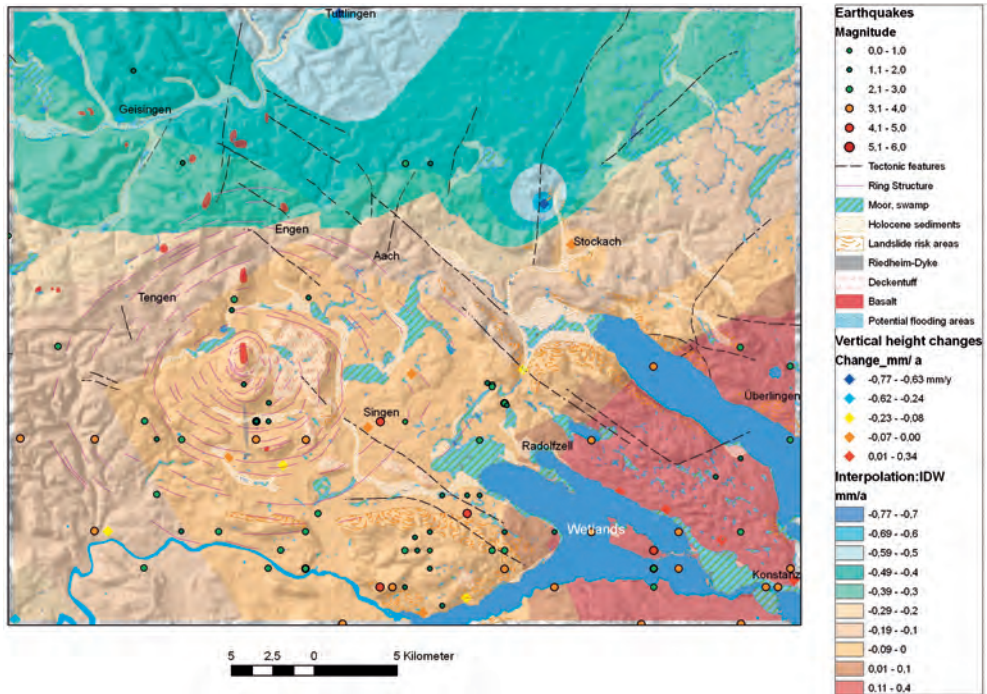 Tuttlingen
Geisingen
Engen
Aach
Stockach
Tengen
Überlingen
Singen
Radolfzell
Wetlands
Konstanz
5 2,5 0 5 Kilometer
Earthquakes
Magnitude
0,0 - 1,0
1,1 - 2,0
2,1 - 3,0
3,1 - 4,0
4,1 - 5,0
5,1 - 6,0
Tectonic features
Ring Structure
Moor, swamp
Holocene sediments
Landslide risk areas
Riedheim-Dyke
Deckentuff
Basalt
Potential flooding areas
Vertical height changes
Change_mm/ a
-0,77 - -0,63 mm/y
-0,62 - -0,24
-0,23 - -0,08
-0,07 - 0,00
0,01 - 0,34
Interpolation:IDW
mm/a
-0,77 - -0,7
-0,69 - -0,6
-0,59 - -0,5
-0,49 - -0,4
-0,39 - -0,3
-0,29 - -0,2
-0,19 - -0,1
-0,09 - 0
0,01 - 0,1
0,11 - 0,4